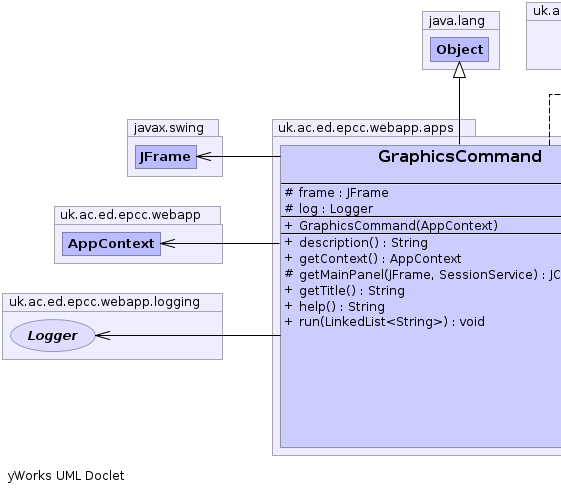 java.lang
uk.a
Object
javax.swing
JFrame
uk.ac.ed.epcc.webapp.apps
GraphicsCommand
# frame : JFrame
# log : Logger
+ GraphicsCommand(AppContext)
+ description() : String
+ getContext() : AppContext
# getMainPanel(JFrame, SessionService) : JC
+ getTitle() : String
+ help() : String
+ run(LinkedList<String>) : void
uk.ac.ed.epcc.webapp
AppContext
uk.ac.ed.epcc.webapp.logging
Logger
yWorks UML Doclet